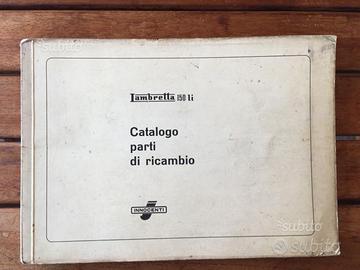 subito
Lambretta 150 li
Catalogo
parti
di ricambio
INNOCENTI
subito